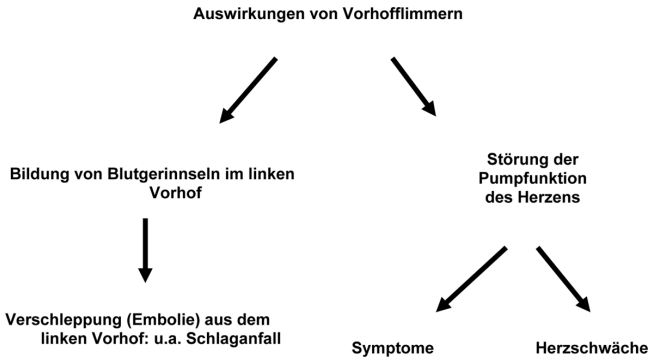 Auswirkungen von Vorhofflimmern
Bildung von Blutgerinnseln im linken
Vorhof
Störung der
Pumpfunktion
des Herzens
Verschleppung (Embolie) aus dem
linken Vorhof: u.a. Schlaganfall
Symptome
Herzschwäche